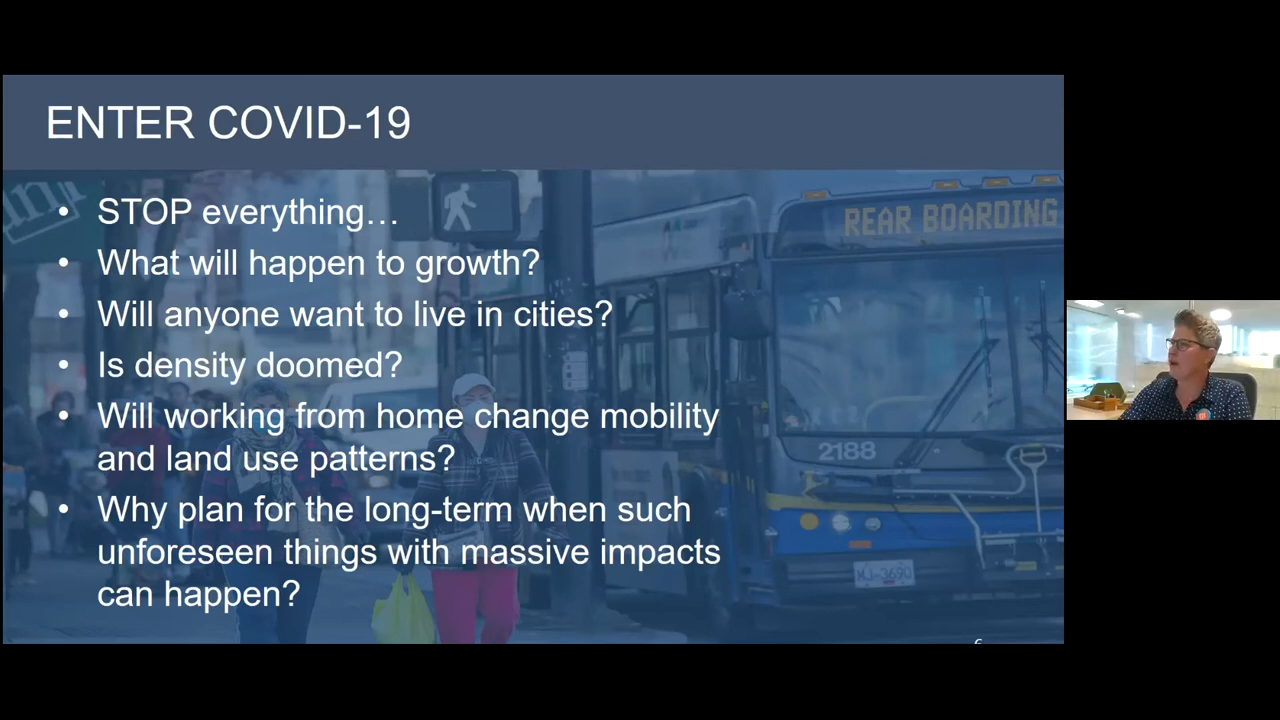 ENTER COVID-19
• STOP everything…
• What will happen to growth?
• Will anyone want to live in cities?
• Is density doomed?
• Will working from home change mobility
and land use patterns?
• Why plan for the long-term when such
unforeseen things with massive impacts
can happen?
REAR BOARDING
2188